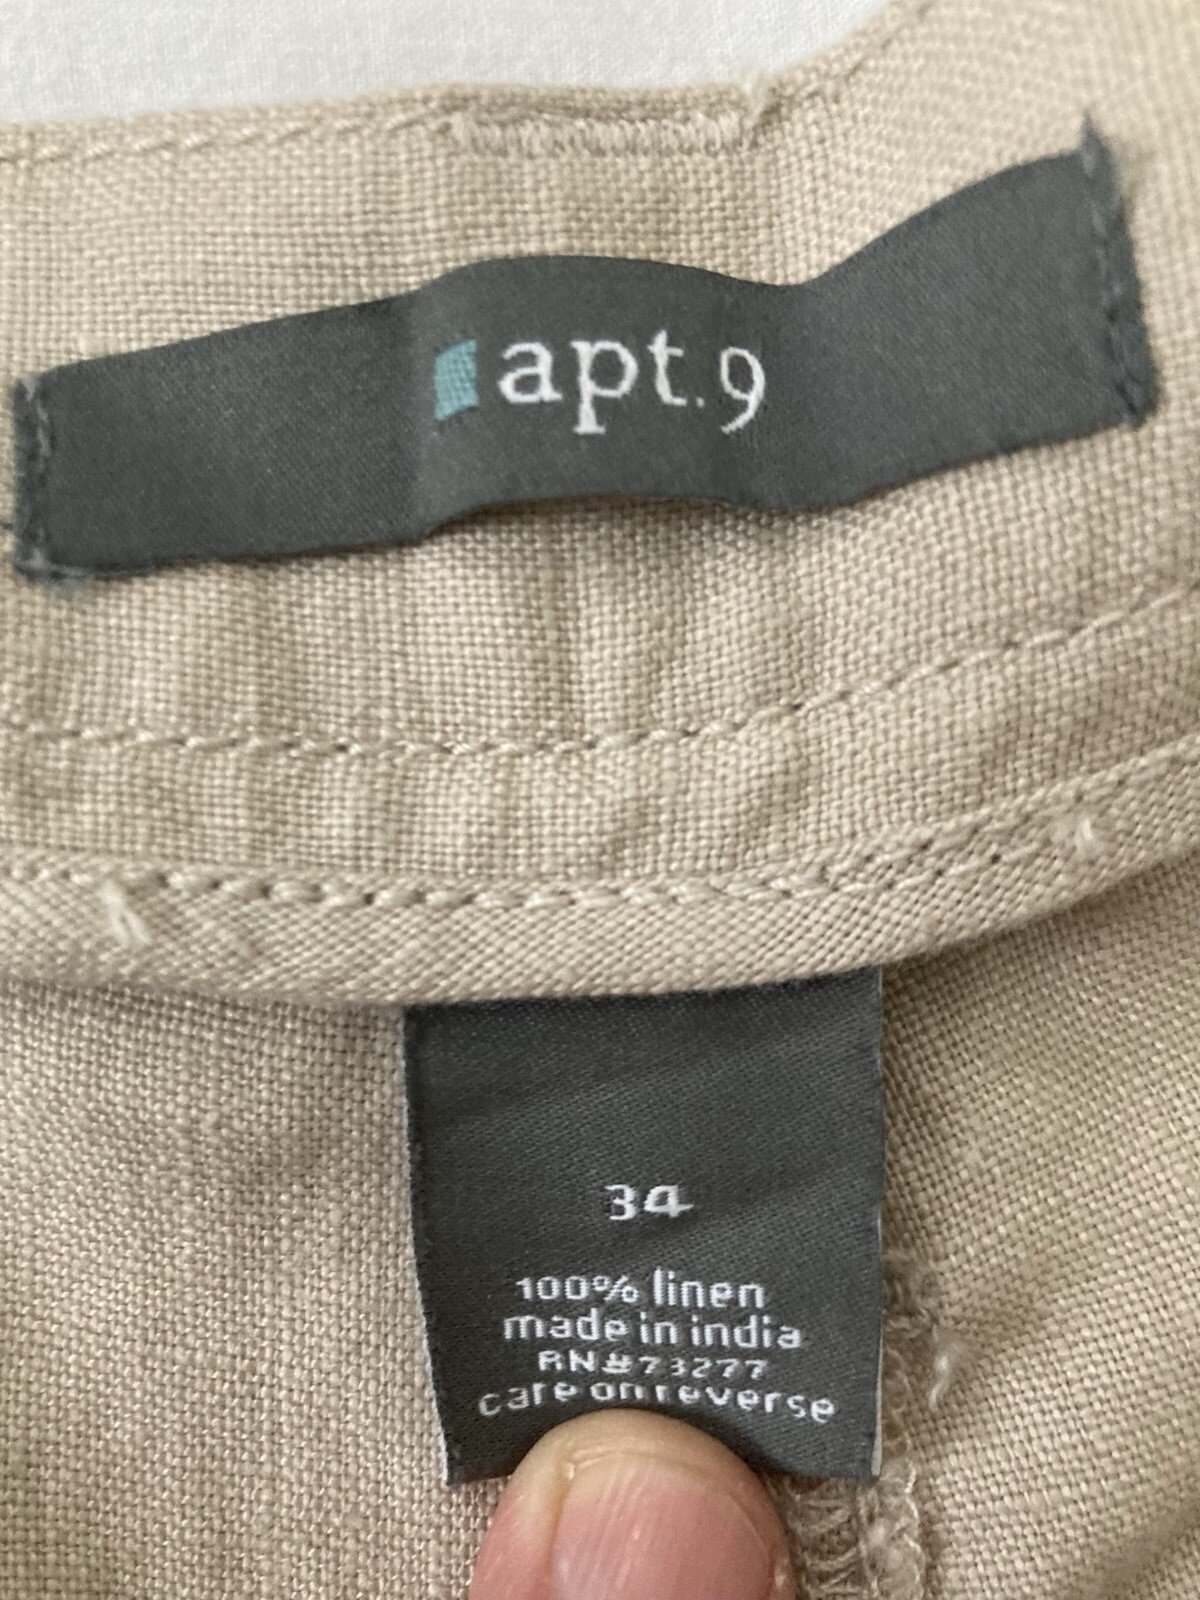 apt.9
34
100% linen
made in india
RN#73277
care on reverse